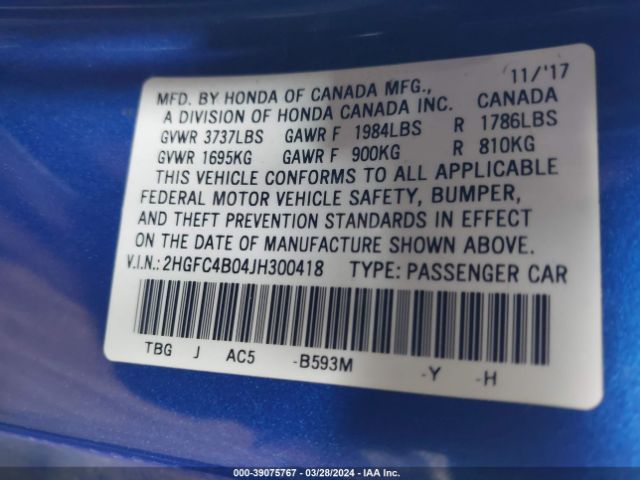 11/'17
MFD. BY HONDA OF CANADA MFG.,
A DIVISION OF HONDA CANADA INC. CANADA
GVWR 3737LBS GAWR F 1984LBS R 1786LBS
GVWR 1695KG GAWR F 900KG R 810KG
THIS VEHICLE CONFORMS TO ALL APPLICABLE
FEDERAL MOTOR VEHICLE SAFETY, BUMPER,
AND THEFT PREVENTION STANDARDS IN EFFECT
ON THE DATE OF MANUFACTURE SHOWN ABOVE.
V.I.N.: 2HGFC4B04JH300418 TYPE: PASSENGER CAR
TBG J AC5 -B593M -Y -H
000-39075767 | 03/28/2024 - IAA Inc.